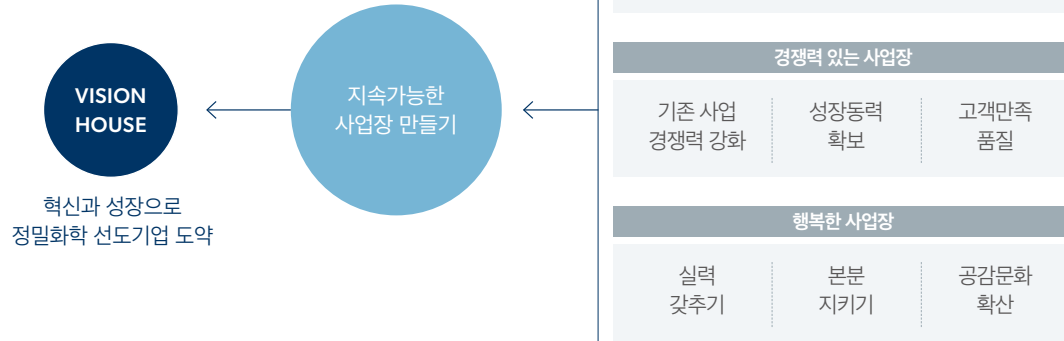 VISION
HOUSE
혁신과 성장으로
정밀화학 선도기업 도약
지속가능한
사업장 만들기
경쟁력 있는 사업장
기존 사업
경쟁력 강화
성장동력
확보
고객만족
품질
행복한 사업장
실력
갖추기
본분
지키기
공감문화
확산